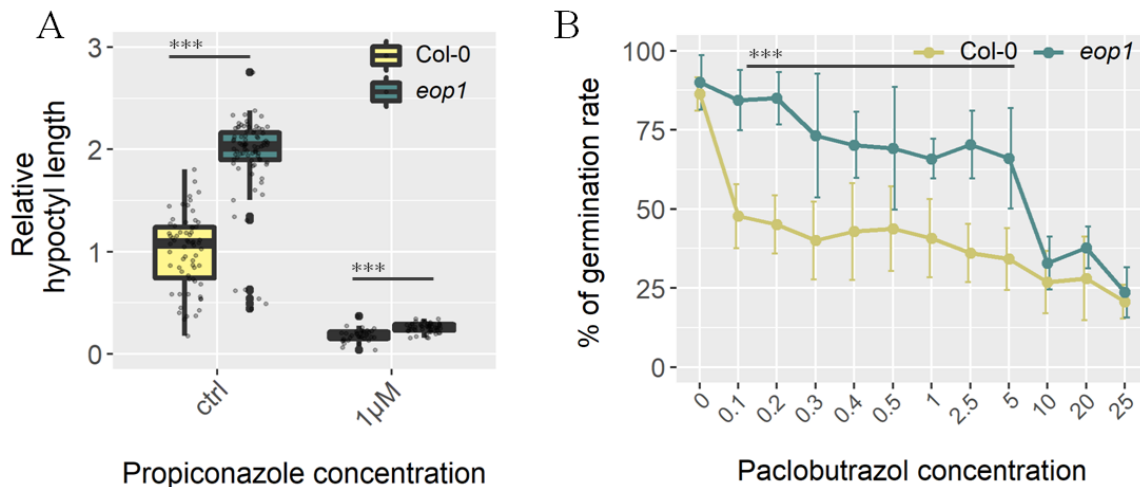 A
3
2
1
0
Relative
hypoctyl length
***
***
Col-0
eop1
ctrl
1µM
Propiconazole concentration
B
100
75
50
25
0
% of germination rate
***
Col-0
eop1
0
0.1
0.2
0.3
0.4
0.5
1
2.5
5
10
20
25
Paclobutrazol concentration